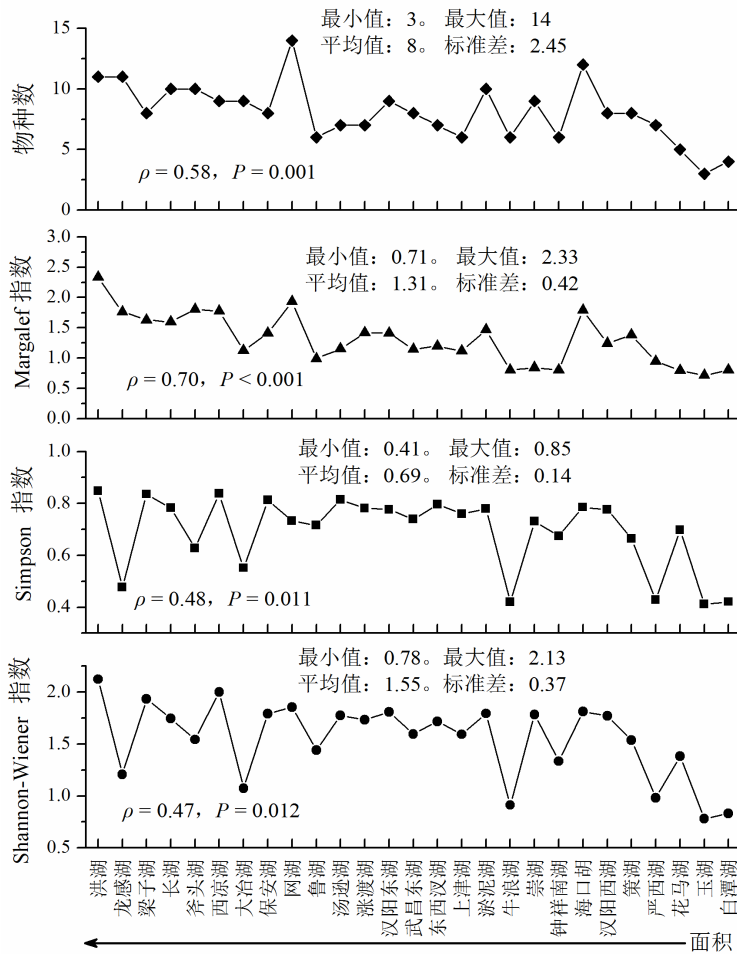 最小值：3。 最大值：14
平均值：8。 标准差：2.45
15
10
5
0
物种数
ρ = 0.58，P = 0.001
3.0
2.5
2.0
1.5
1.0
0.5
0.0
Margalef 指数
最小值：0.71。 最大值：2.33
平均值：1.31。 标准差：0.42
ρ = 0.70，P < 0.001
1.0
0.8
0.6
0.4
Simpson 指数
最小值：0.41。 最大值：0.85
平均值：0.69。 标准差：0.14
ρ = 0.48，P = 0.011
2.0
1.5
1.0
0.5
Shannon-Wiener 指数
最小值：0.78。最大值：2.13
平均值：1.55。标准差：0.37
ρ = 0.47，P = 0.012
洪湖
龙感湖
梁子湖
长湖
斧头湖
西凉湖
大冶湖
保安湖
网湖
鲁湖
汤逊湖
涨渡湖
汉阳东湖
武昌东湖
东西汊湖
上津湖
淤泥湖
牛浪湖
崇湖
钟祥南湖
海口胡
汉阳西湖
策湖
严西湖
花马湖
玉湖
白潭湖
面积